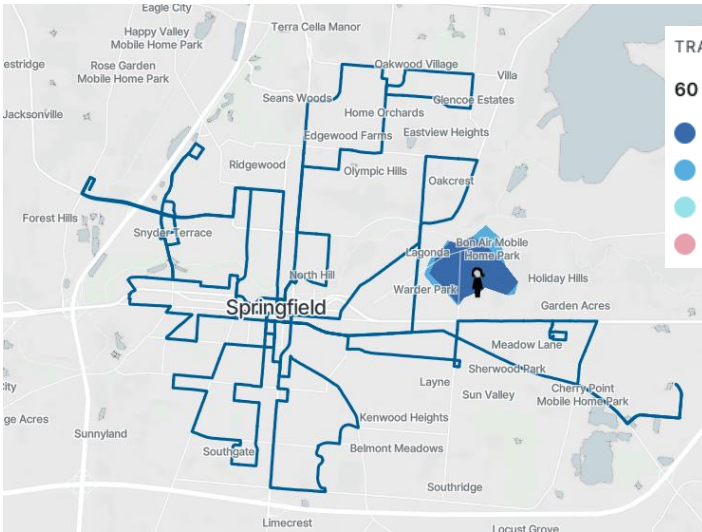 Eagle City
Happy Valley
Mobile Home Park
Terra Cella Manor
TRA
estridge
Rose Garden
Mobile Home Park
Oakwood Village
Villa
60
Seans Woods
Glencoe Estates
Jacksonville
Home Orchards
Edgewood Farms
Eastview Heights
Ridgewood
Olympic Hills
Oakcrest
Forest Hills
Snyder Terrace
Lagonda
Bon Air Mobile
Home Park
North Hill
Warder Park
Holiday Hills
Springfield
Garden Acres
Meadow Lane
Sherwood Park
Layne
Sun Valley
Cherry Point
Mobile Home Park
City
ge Acres
Kenwood Heights
Sunnyland
Southgate
Belmont Meadows
Southridge
Limecrest
Locust Grove